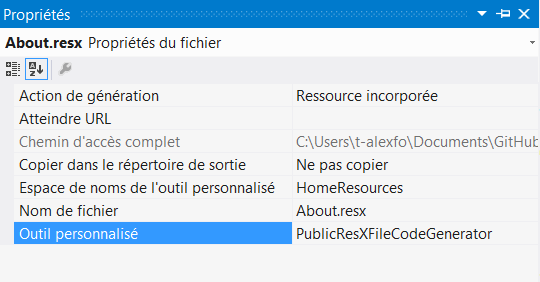 Propriétés
About.resx Propriétés du fichier
Action de génération Ressource incorporée
Atteindre URL
Chemin d'accès complet C:\Users\t-alexfo\Documents\GitHub
Copier dans le répertoire de sortie Ne pas copier
Espace de noms de l'outil personnalisé HomeResources
Nom de fichier About.resx
Outil personnalisé PublicResXFileCodeGenerator